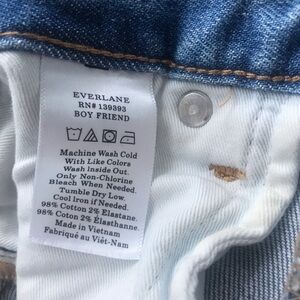 EVERLANE
RN# 139393
BOY FRIEND
Machine Wash Cold
With Like Colors
Wash Inside Out.
Only Non-Chlorine
Bleach When Needed.
Tumble Dry Low.
Cool Iron if Needed.
98% Cotton 2% Elastane.
98% Coton 2% Élasthanne.
Made in Vietnam
Fabriqué au Viêt-Nam